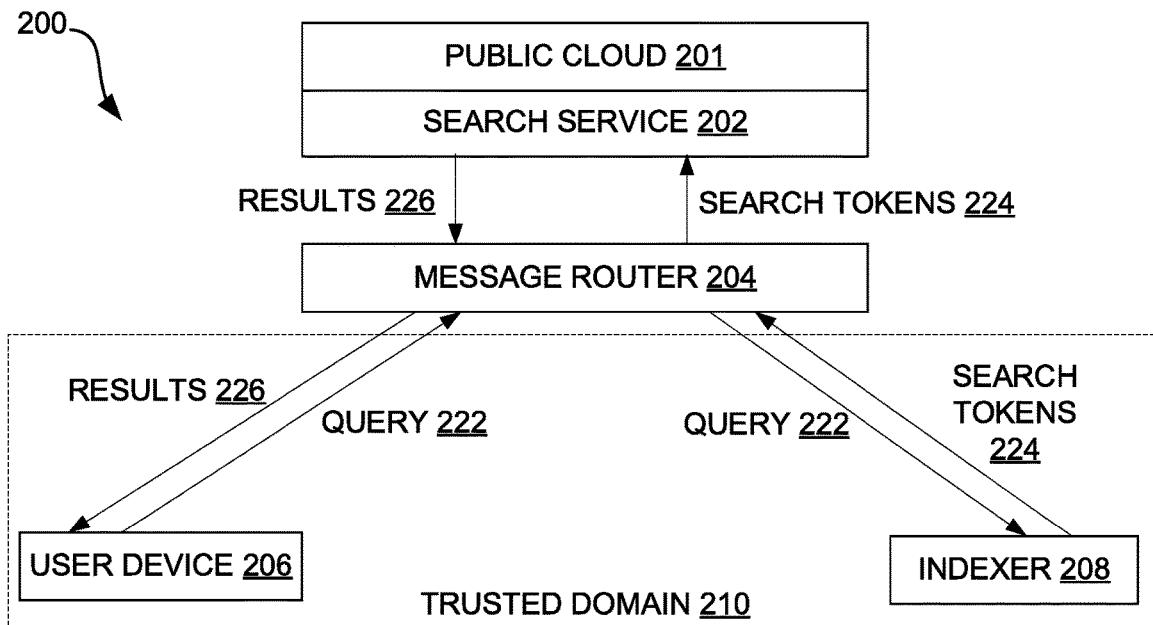 200
PUBLIC CLOUD 201
SEARCH SERVICE 202
RESULTS 226
SEARCH TOKENS 224
MESSAGE ROUTER 204
RESULTS 226
QUERY 222
QUERY 222
SEARCH
TOKENS
224
USER DEVICE 206
INDEXER 208
TRUSTED DOMAIN 210